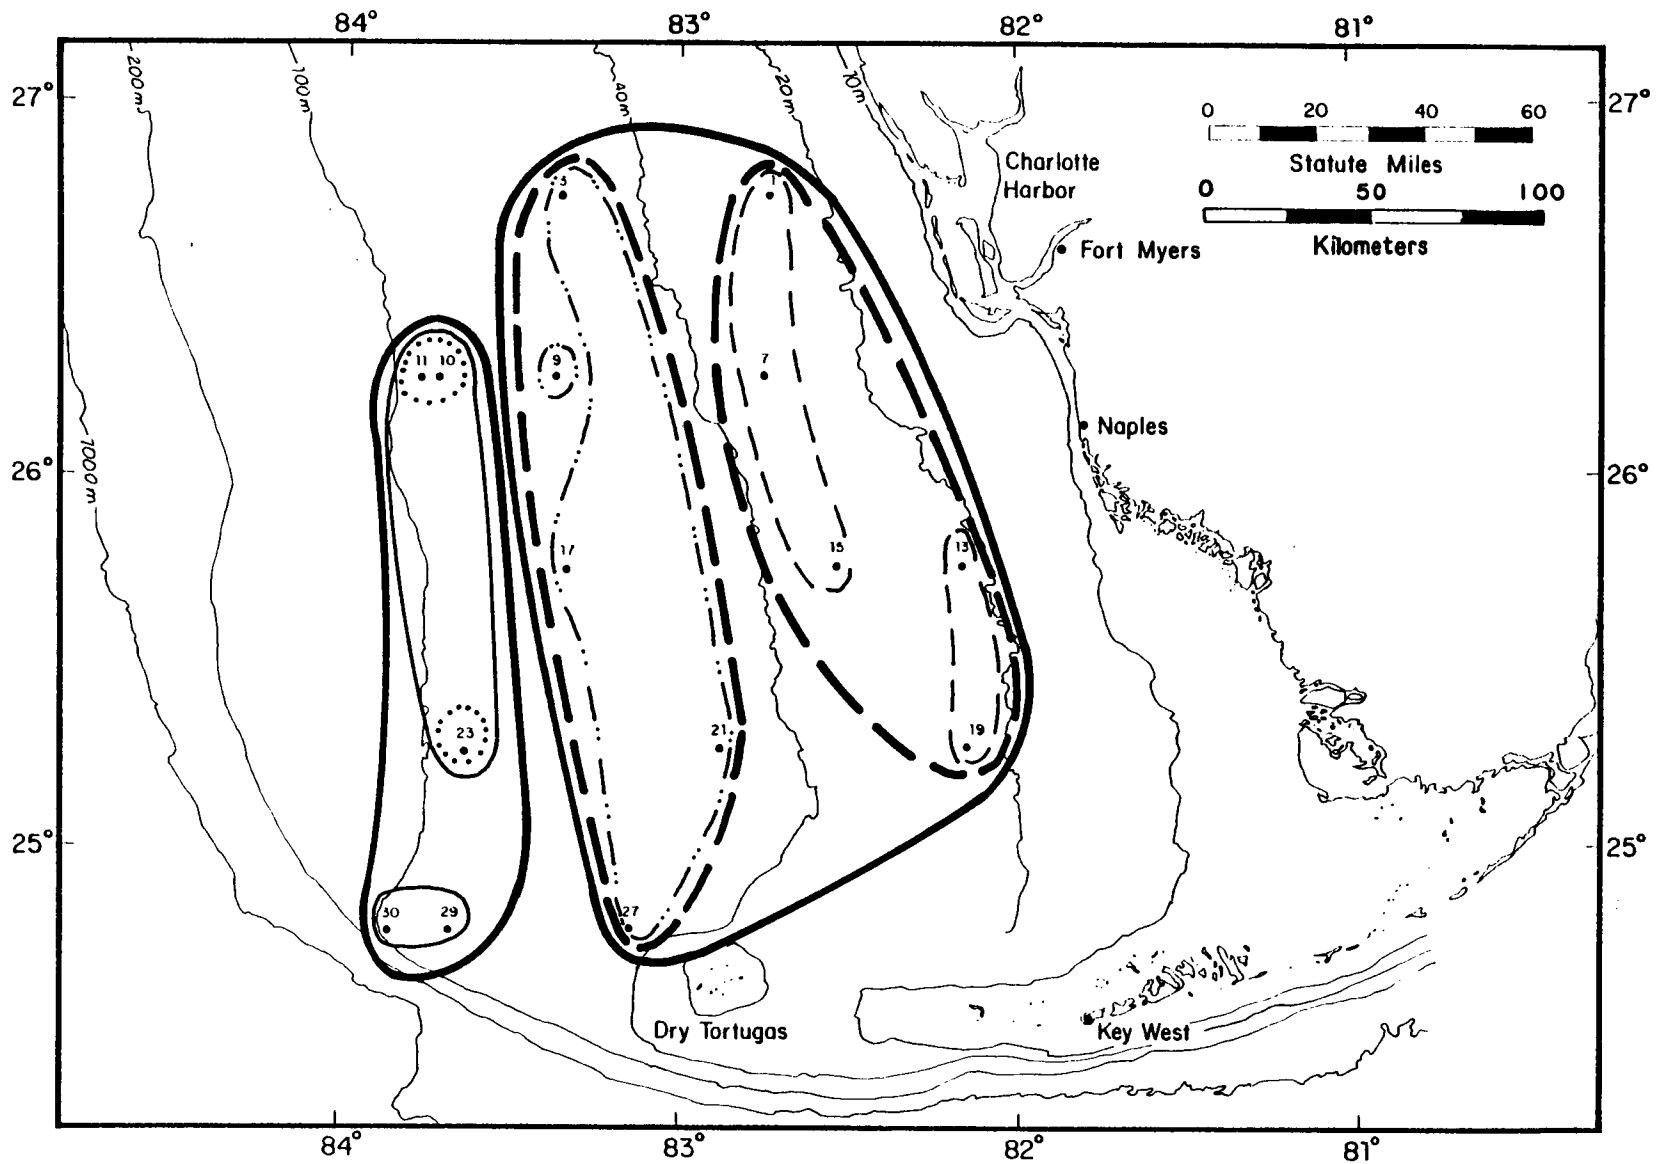 84° 83° 82° 81°
200m 100m 40m 20m 10m
27° 27°
0 20 40 60
Statute Miles
0 50 100
Kilometers
Charlotte
Harbor
3 1
Fort Myers
11 10 9 7
Naples
1000m
26° 26°
17 15 13
23 21 19
25° 25°
30 29 27
Dry Tortugas
Key West
84° 83° 82° 81°